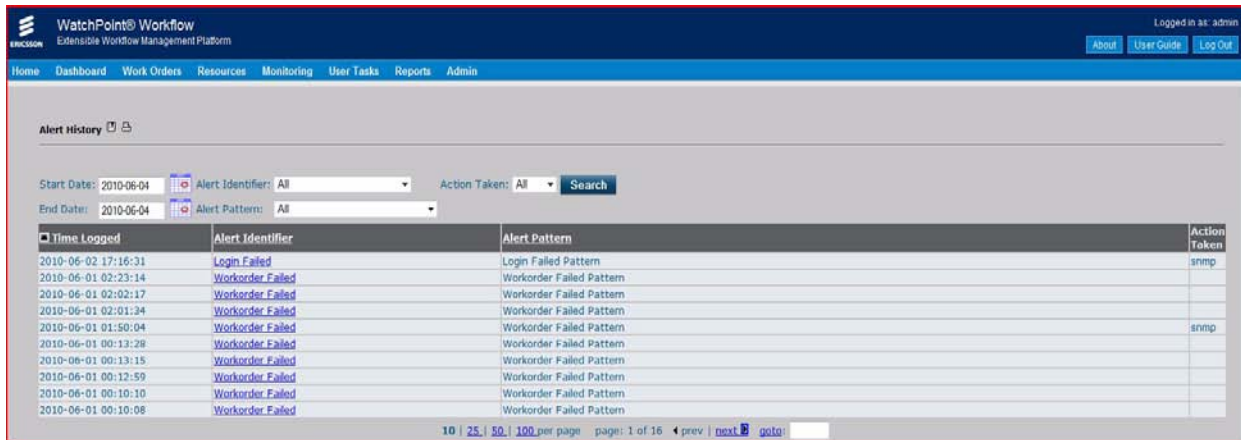 WatchPoint® Workflow
Extensible Workflow Management Platform
ERICSSON
Logged in as: admin
About User Guide Log Out
Home Dashboard Work Orders Resources Monitoring User Tasks Reports Admin
Alert History
Start Date: 2010-06-04 Alert Identifier: All Action Taken: All Search
End Date: 2010-06-04 Alert Pattern: All
Time Logged Alert Identifier Alert Pattern Action Taken
2010-06-02 17:16:31 Login Failed Login Failed Pattern snmp
2010-06-01 02:23:14 Workorder Failed Workorder Failed Pattern
2010-06-01 02:02:17 Workorder Failed Workorder Failed Pattern
2010-06-01 02:01:34 Workorder Failed Workorder Failed Pattern
2010-06-01 01:50:04 Workorder Failed Workorder Failed Pattern snmp
2010-06-01 00:13:28 Workorder Failed Workorder Failed Pattern
2010-06-01 00:13:15 Workorder Failed Workorder Failed Pattern
2010-06-01 00:12:59 Workorder Failed Workorder Failed Pattern
2010-06-01 00:10:10 Workorder Failed Workorder Failed Pattern
2010-06-01 00:10:08 Workorder Failed Workorder Failed Pattern
10 | 25 | 50 | 100 per page page: 1 of 16 prev | next goto: